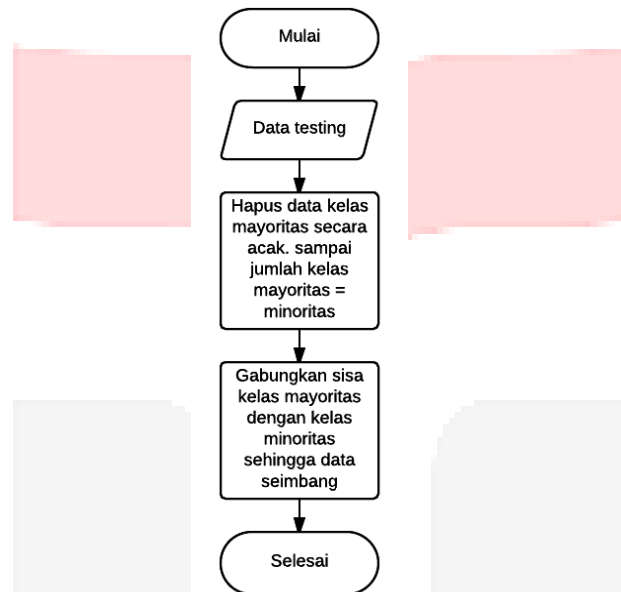 Mulai
Data testing
Hapus data kelas
mayoritas secara
acak. sampai
jumlah kelas
mayoritas =
minoritas
Gabungkan sisa
kelas mayoritas
dengan kelas
minoritas
sehingga data
seimbang
Selesai